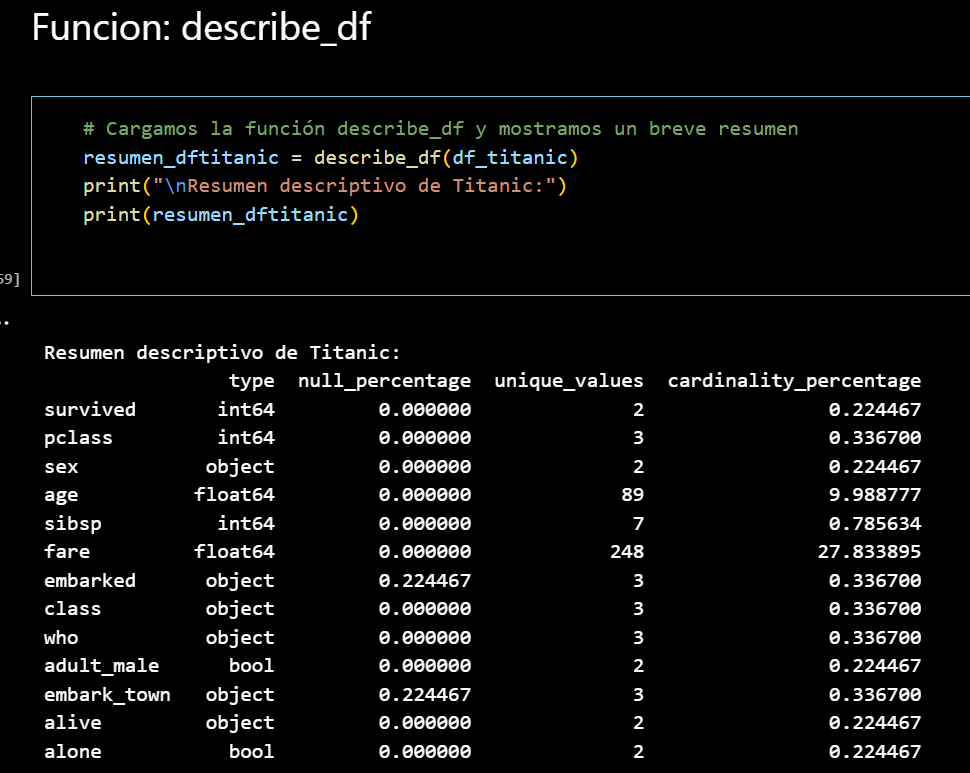 Funcion: describe_df
# Cargamos la función describe_df y mostramos un breve resumen
resumen_dftitanic = describe_df(df_titanic)
print("\nResumen descriptivo de Titanic:")
print(resumen_dftitanic)
59]
..
Resumen descriptivo de Titanic:
type null_percentage unique_values cardinality_percentage
survived int64 0.000000 2 0.224467
pclass int64 0.000000 3 0.336700
sex object 0.000000 2 0.224467
age float64 0.000000 89 9.988777
sibsp int64 0.000000 7 0.785634
fare float64 0.000000 248 27.833895
embarked object 0.224467 3 0.336700
class object 0.000000 3 0.336700
who object 0.000000 3 0.336700
adult_male bool 0.000000 2 0.224467
embark_town object 0.224467 3 0.336700
alive object 0.000000 2 0.224467
alone bool 0.000000 2 0.224467